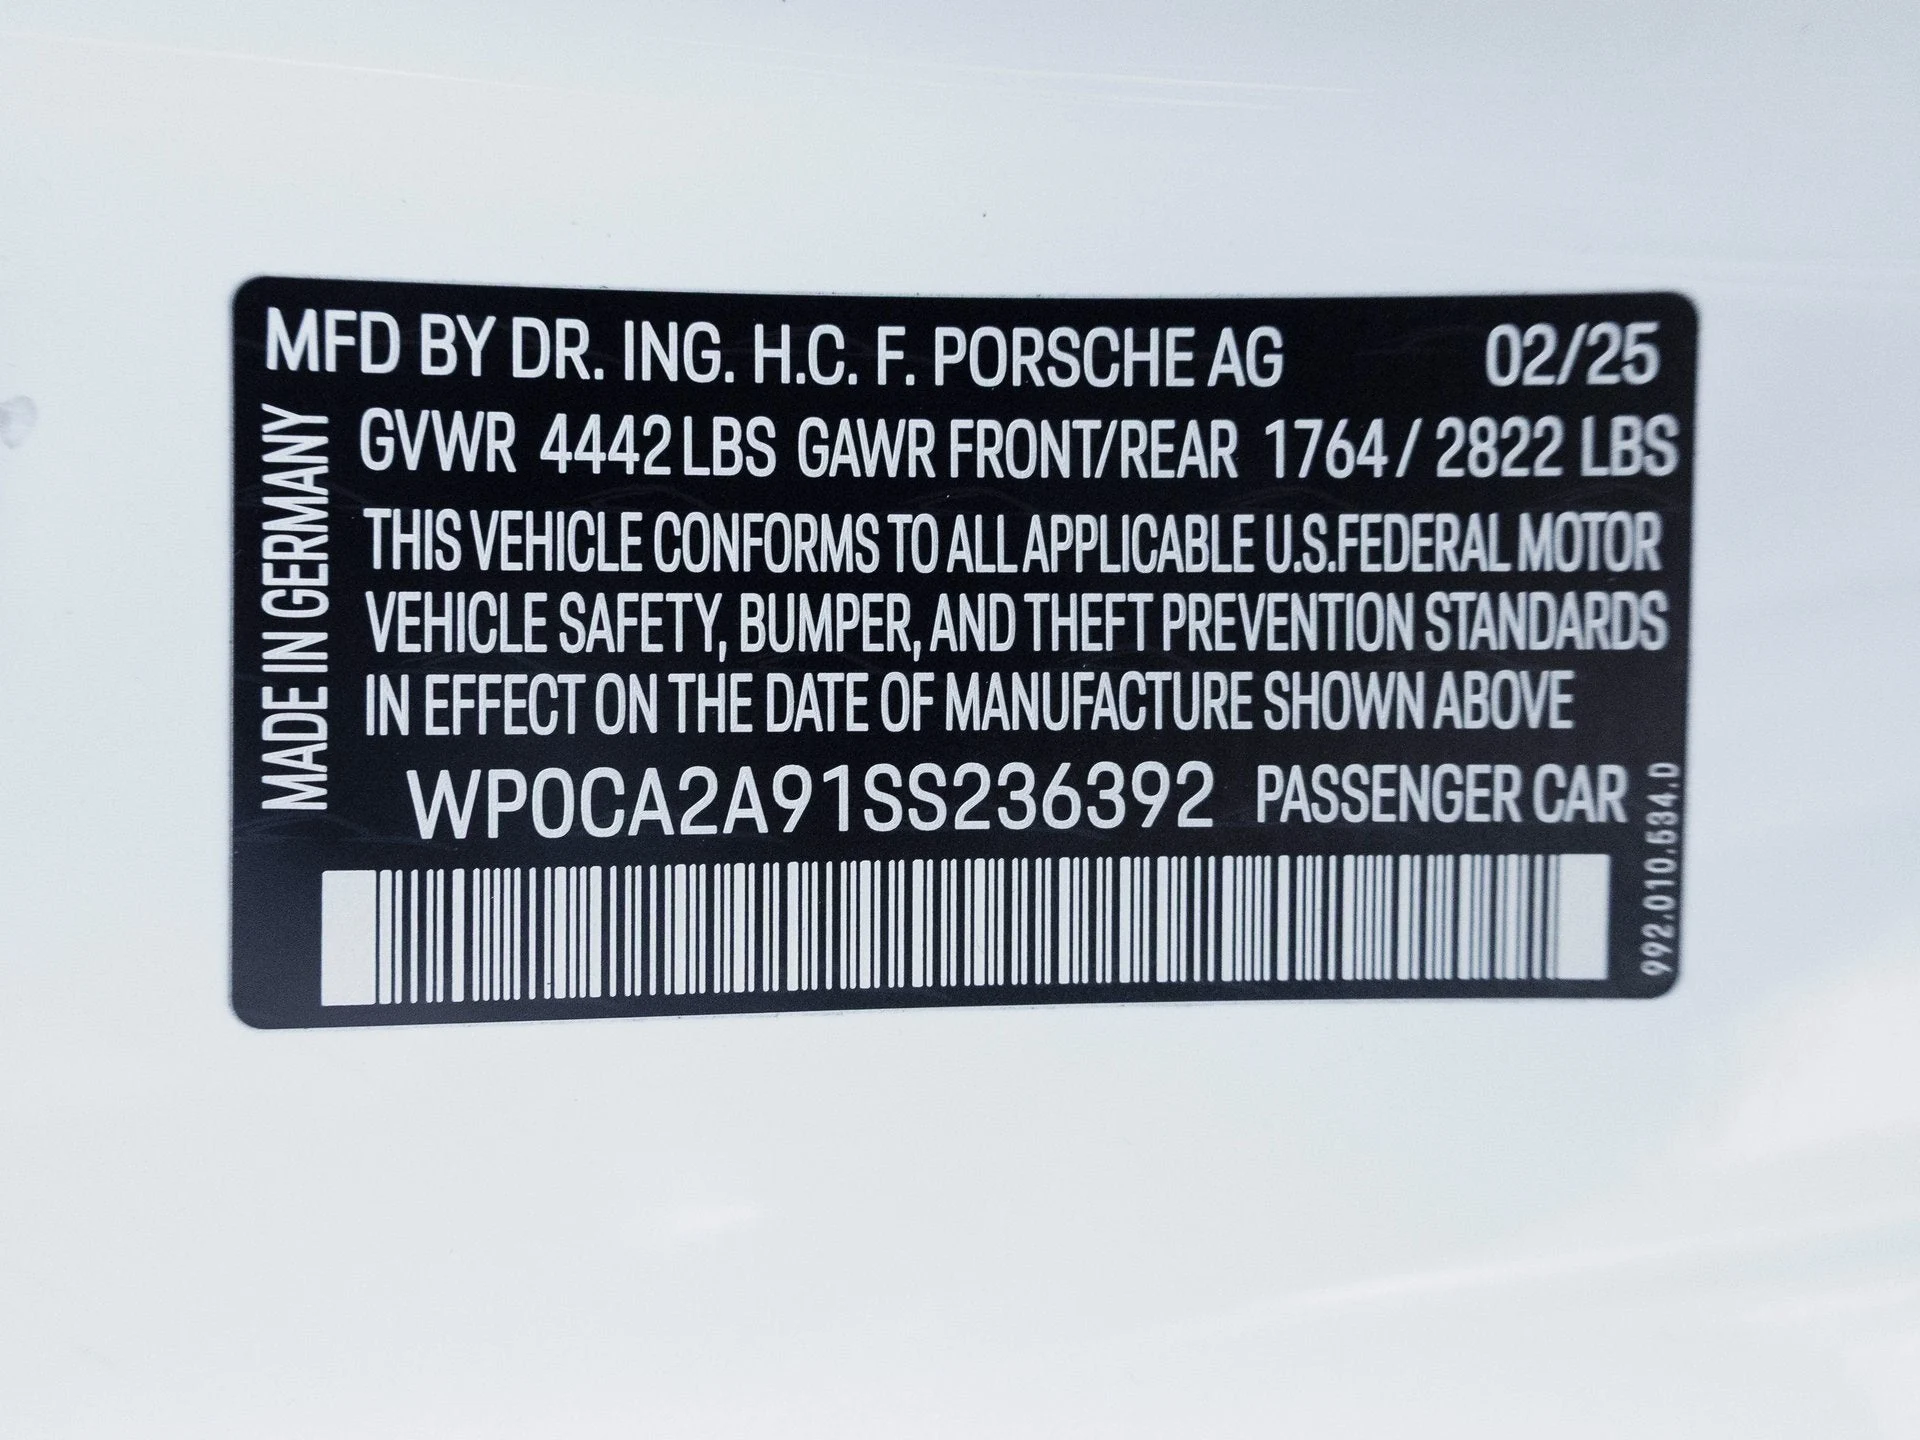 MFD BY DR. ING. H.C. F. PORSCHE AG 02/25
GVWR 4442 LBS GAWR FRONT/REAR 1764 / 2822 LBS
THIS VEHICLE CONFORMS TO ALL APPLICABLE U.S.FEDERAL MOTOR
VEHICLE SAFETY, BUMPER, AND THEFT PREVENTION STANDARDS
IN EFFECT ON THE DATE OF MANUFACTURE SHOWN ABOVE
WP0CA2A91SS236392 PASSENGER CAR
MADE IN GERMANY
992.010.534.D